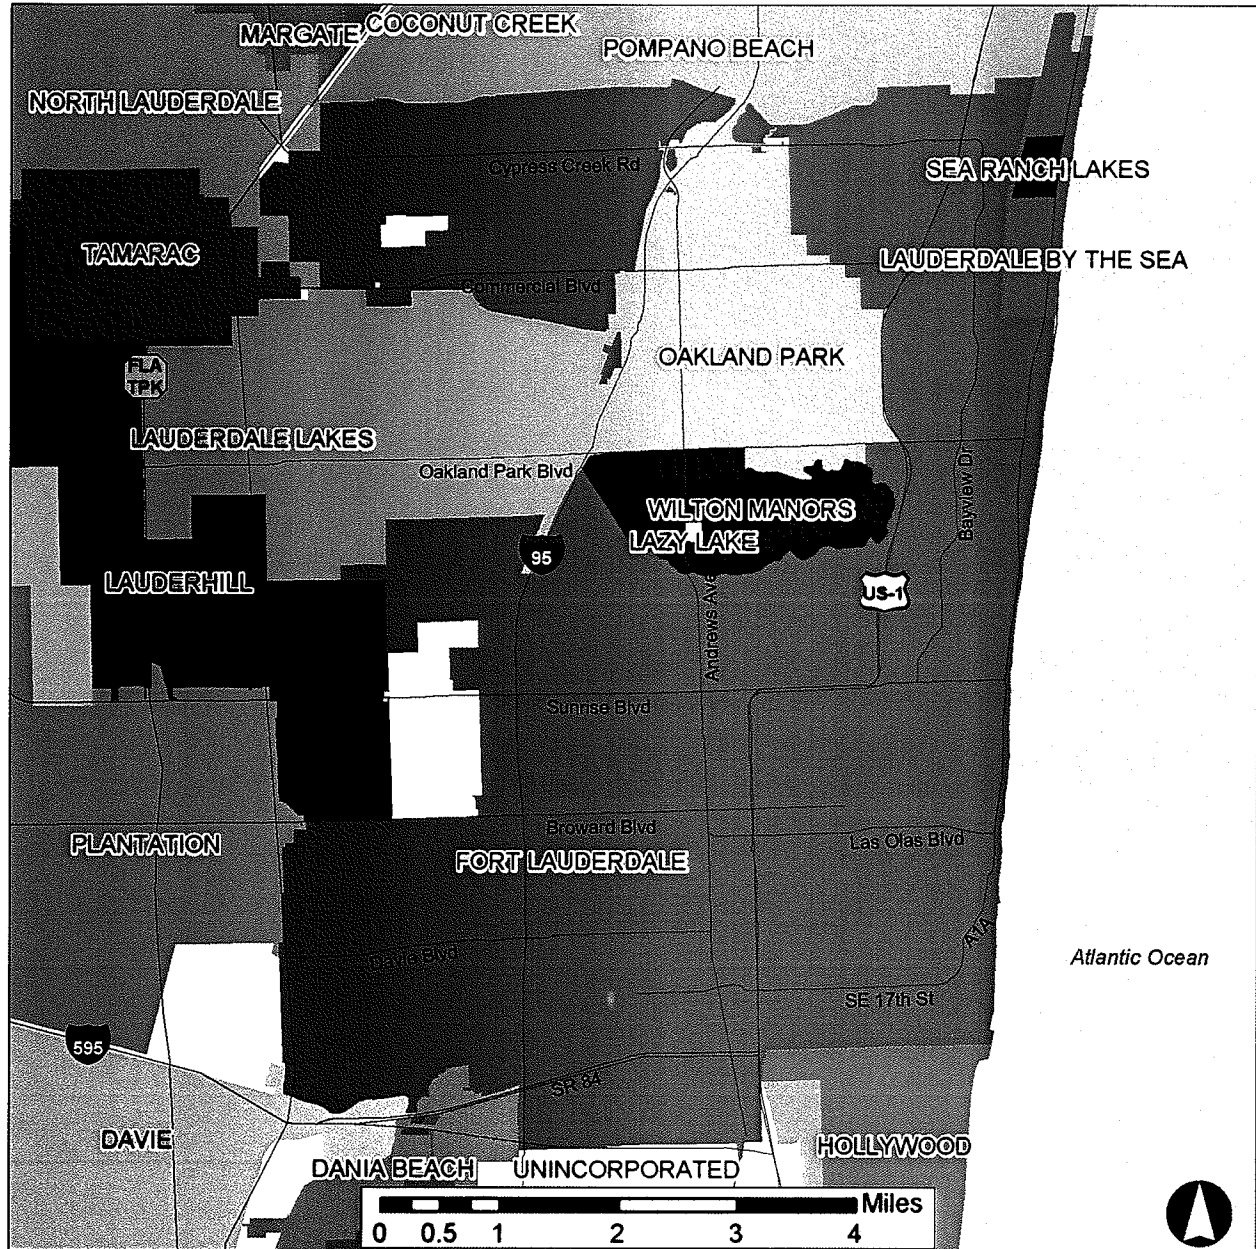 MARGATE
COCONUT CREEK
POMPANO BEACH
NORTH LAUDERDALE
Cypress Creek Rd
SEA RANCH LAKES
TAMARAC
LAUDERDALE BY THE SEA
Commercial Blvd
OAKLAND PARK
FLA
TPK
LAUDERDALE LAKES
Oakland Park Blvd
Bayview Dr
WILTON MANORS
LAZY LAKE
95
LAUDERHILL
US-1
Andrews Ave
Sunrise Blvd
Broward Blvd
Las Olas Blvd
PLANTATION
FORT LAUDERDALE
A1A
Blvd
Atlantic Ocean
SE 17th St
595
SR 84
DAVIE
HOLLYWOOD
DANIA BEACH
UNINCORPORATED
Miles
0 0.5 1 2 3 4